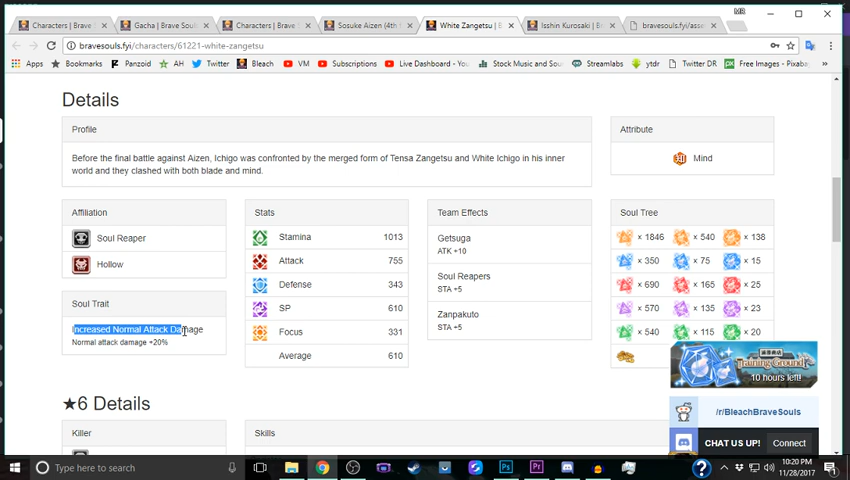 MR
Characters | Brave
Gacha | Brave Soul
Characters | Brave
Sosuke Aizen (4th
White Zangetsu | B
Isshin Kurosaki | B
bravesouls.fyi/asse
bravesouls.fyi/characters/61221-white-zangetsu
Apps
Bookmarks
Panzoid
AH
Twitter
Bleach
VM
Subscriptions
Live Dashboard - You
Stock Music and Sou
Streamlabs
ytdr
Twitter DR
Free Images - Pixaba
Details
Profile
Before the final battle against Aizen, Ichigo was confronted by the merged form of Tensa Zangetsu and White Ichigo in his inner
world and they clashed with both blade and mind.
Attribute
Mind
Affiliation
Soul Reaper
Hollow
Soul Trait
Increased Normal Attack Damage
Normal attack damage +20%
Stats
Stamina 1013
Attack 755
Defense 343
SP 610
Focus 331
Average 610
Team Effects
Getsuga
ATK +10
Soul Reapers
STA +5
Zanpakuto
STA +5
Soul Tree
x 1846 x 540 x 138
x 350 x 75 x 15
x 690 x 165 x 25
x 570 x 135 x 23
x 540 x 115 x 20
Training Ground
10 hours left!
/r/BleachBraveSouls
CHAT US UP! Connect
★6 Details
Killer
Skills
Type here to search
10:20 PM
11/28/2017